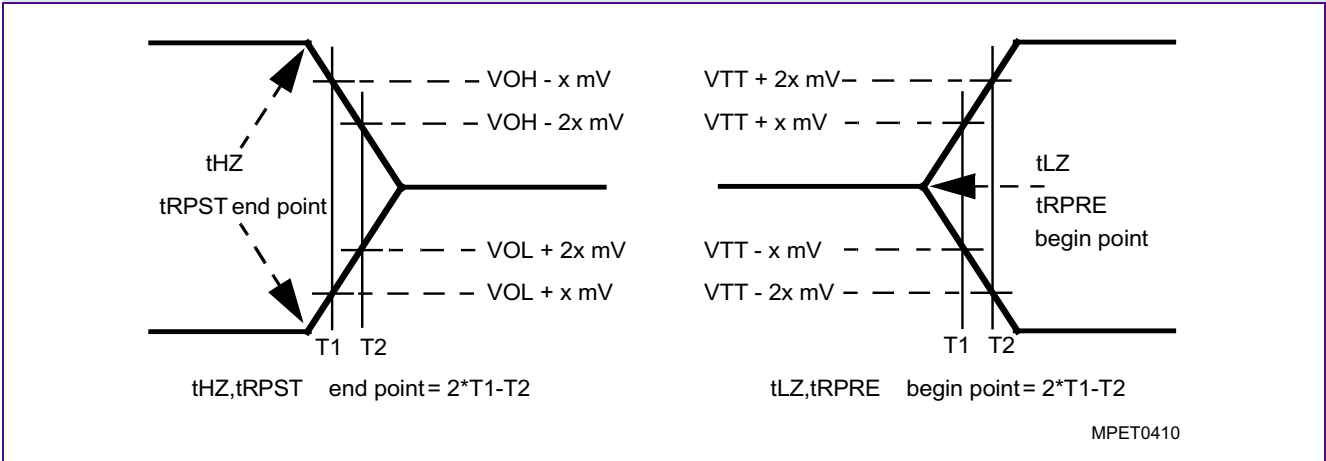 VOH - x mV
VOH - 2x mV
tHZ
tRPST end point
VOL + 2x mV
VOL + x mV
T1 T2
tHZ,tRPST end point = 2*T1-T2
VTT + 2x mV
VTT + x mV
tLZ
tRPRE
begin point
VTT - x mV
VTT - 2x mV
T1 T2
tLZ,tRPRE begin point = 2*T1-T2
MPET0410